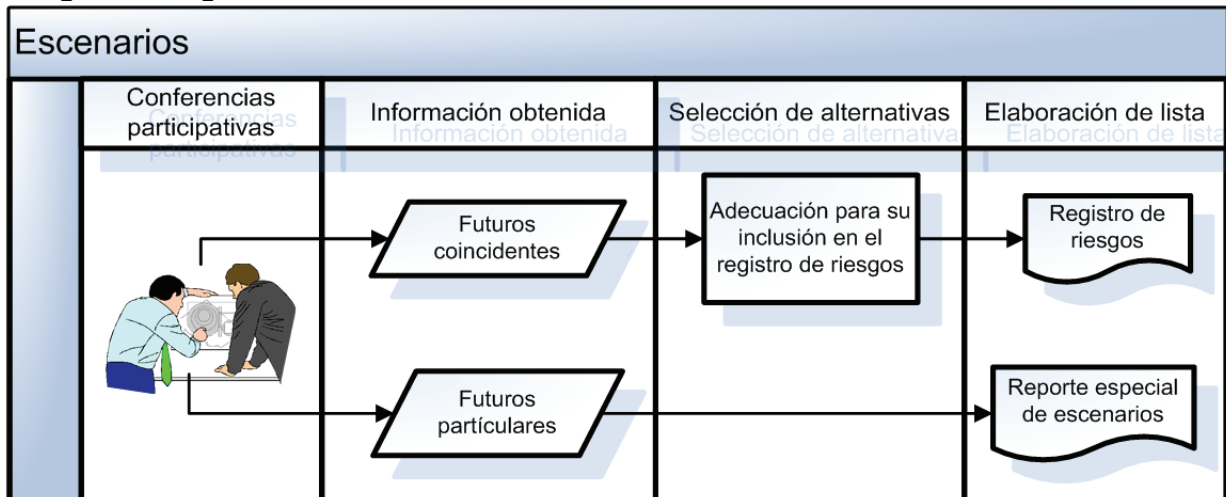 Escenarios
Conferencias
participativas
Información obtenida
Selección de alternativas
Elaboración de lista
Futuros
coincidentes
Adecuación para su
inclusión en el
registro de riesgos
Registro de
riesgos
Futuros
partículares
Reporte especial
de escenarios